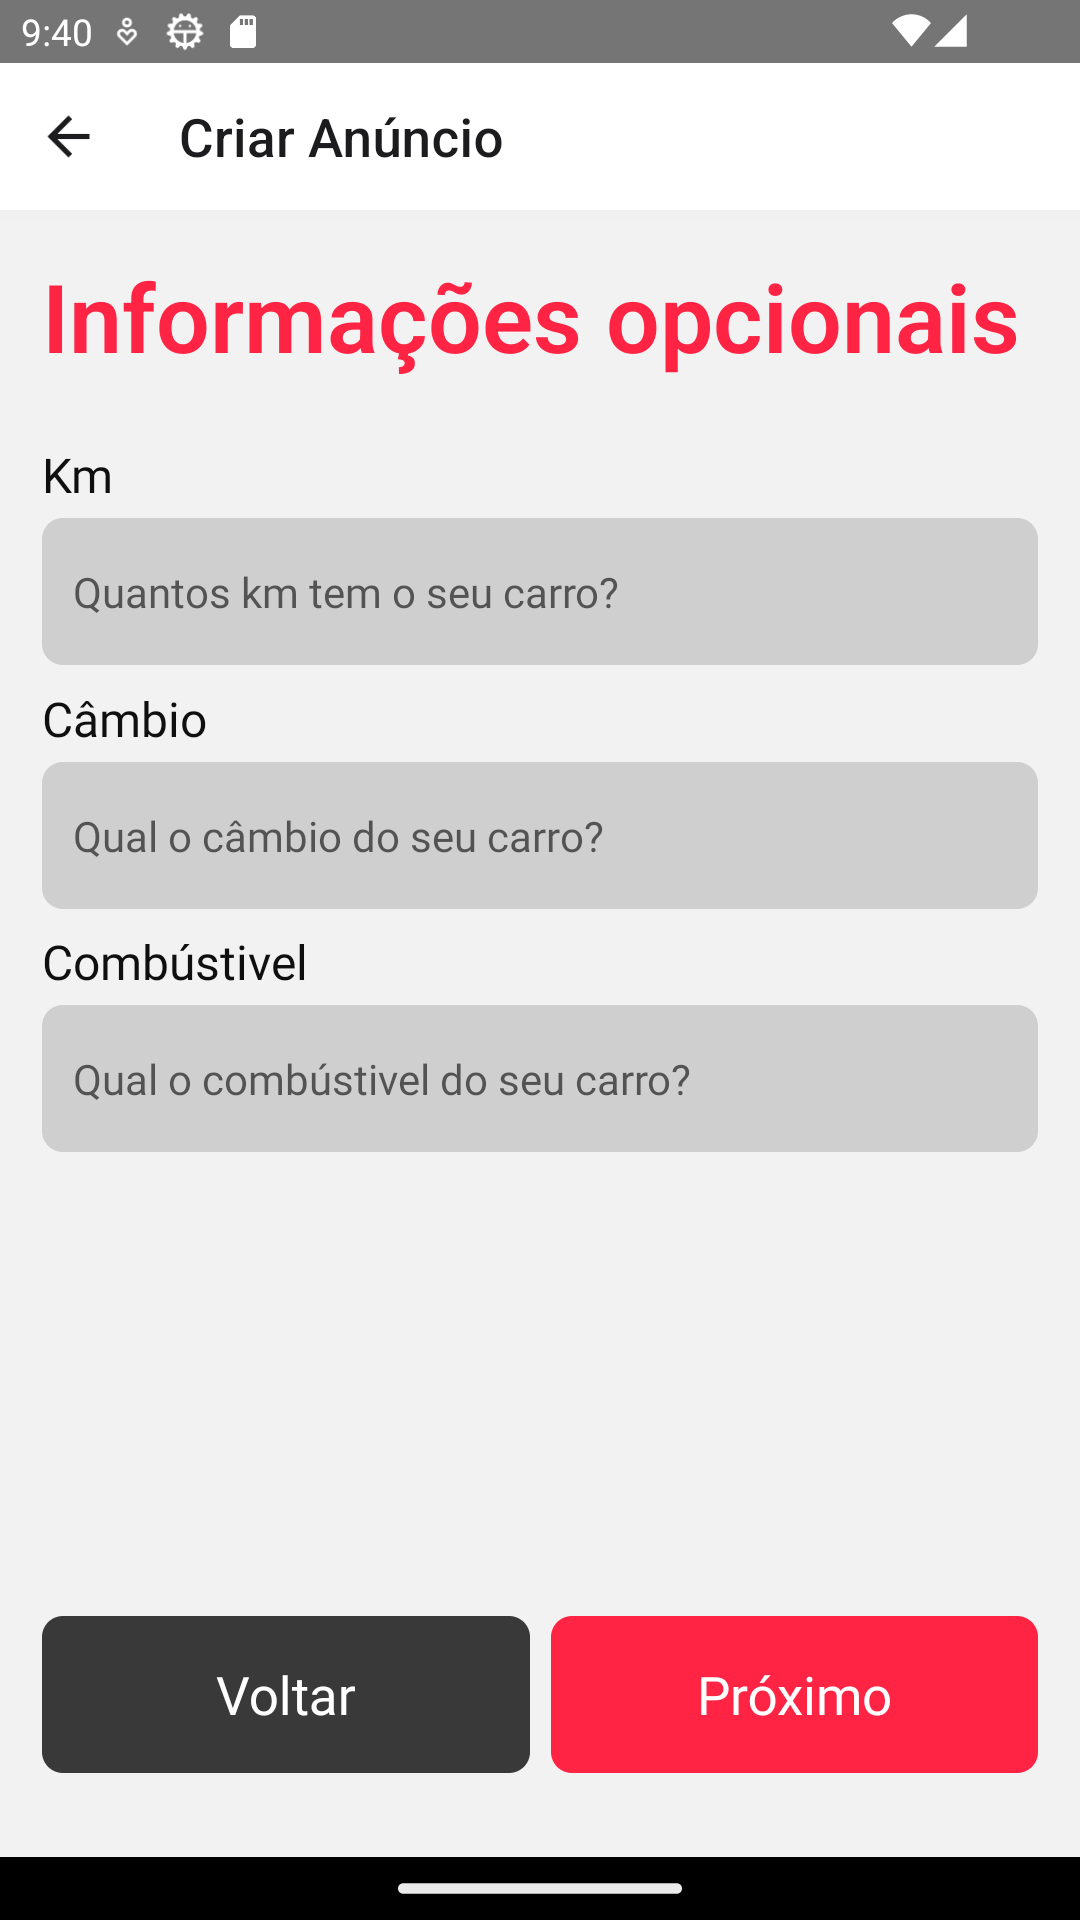 9:40
Criar Anúncio
Informações opcionais
Km
Quantos km tem o seu carro?
Câmbio
Qual o câmbio do seu carro?
Combústivel
Qual o combústivel do seu carro?
Voltar
Próximo